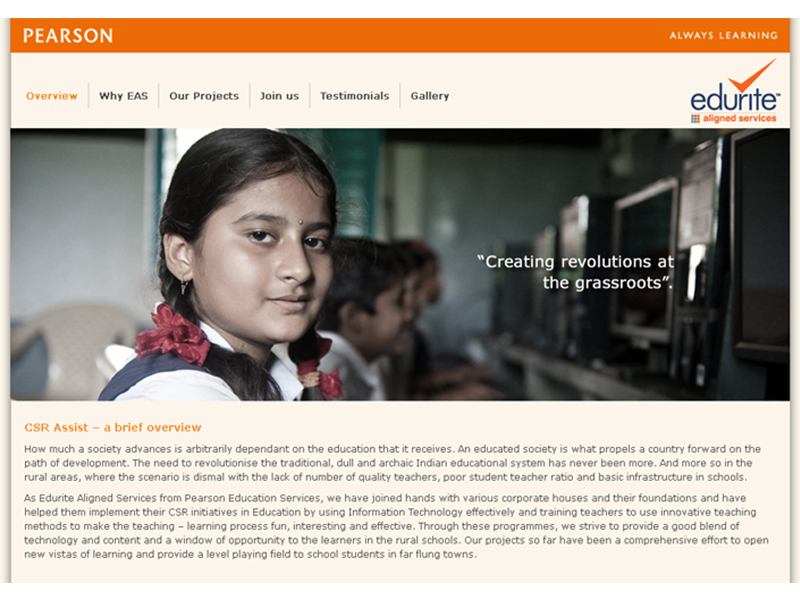 PEARSON
ALWAYS LEARNING
Overview
Why EAS
Our Projects
Join us
Testimonials
Gallery
edurite™
aligned services
“Creating revolutions at
the grassroots”.
CSR Assist – a brief overview
How much a society advances is arbitrarily dependant on the education that it receives. An educated society is what propels a country forward on the
path of development. The need to revolutionise the traditional, dull and archaic Indian educational system has never been more. And more so in the
rural areas, where the scenario is dismal with the lack of number of quality teachers, poor student teacher ratio and basic infrastructure in schools.
As Edurite Aligned Services from Pearson Education Services, we have joined hands with various corporate houses and their foundations and have
helped them implement their CSR initiatives in Education by using Information Technology effectively and training teachers to use innovative teaching
methods to make the teaching – learning process fun, interesting and effective. Through these programmes, we strive to provide a good blend of
technology and content and a window of opportunity to the learners in the rural schools. Our projects so far have been a comprehensive effort to open
new vistas of learning and provide a level playing field to school students in far flung towns.